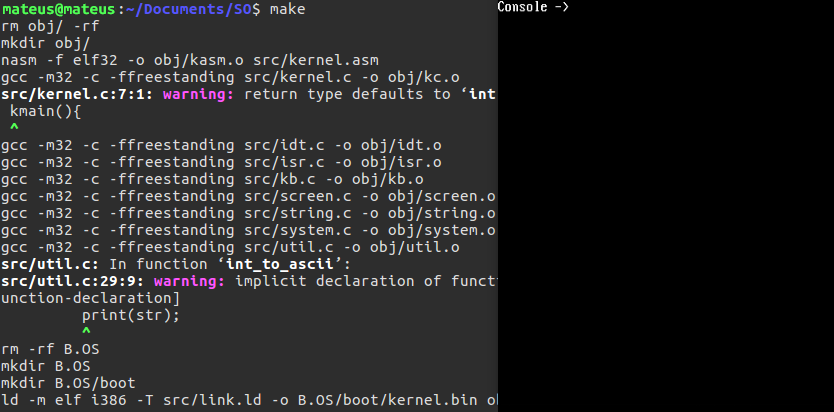 mateus@mateus:~/Documents/SO$ make
rm obj/ -rf
mkdir obj/
nasm -f elf32 -o obj/kasm.o src/kernel.asm
gcc -m32 -c -ffreestanding src/kernel.c -o obj/kc.o
src/kernel.c:7:1: warning: return type defaults to ‘int
kmain(){
^
gcc -m32 -c -ffreestanding src/idt.c -o obj/idt.o
gcc -m32 -c -ffreestanding src/isr.c -o obj/isr.o
gcc -m32 -c -ffreestanding src/kb.c -o obj/kb.o
gcc -m32 -c -ffreestanding src/screen.c -o obj/screen.o
gcc -m32 -c -ffreestanding src/string.c -o obj/string.o
gcc -m32 -c -ffreestanding src/system.c -o obj/system.o
gcc -m32 -c -ffreestanding src/util.c -o obj/util.o
src/util.c: In function ‘int_to_ascii’:
src/util.c:29:9: warning: implicit declaration of funct
unction-declaration]
print(str);
^
rm -rf B.OS
mkdir B.OS
mkdir B.OS/boot
ld -m elf i386 -T src/link.ld -o B.OS/boot/kernel.bin ob
Console ->